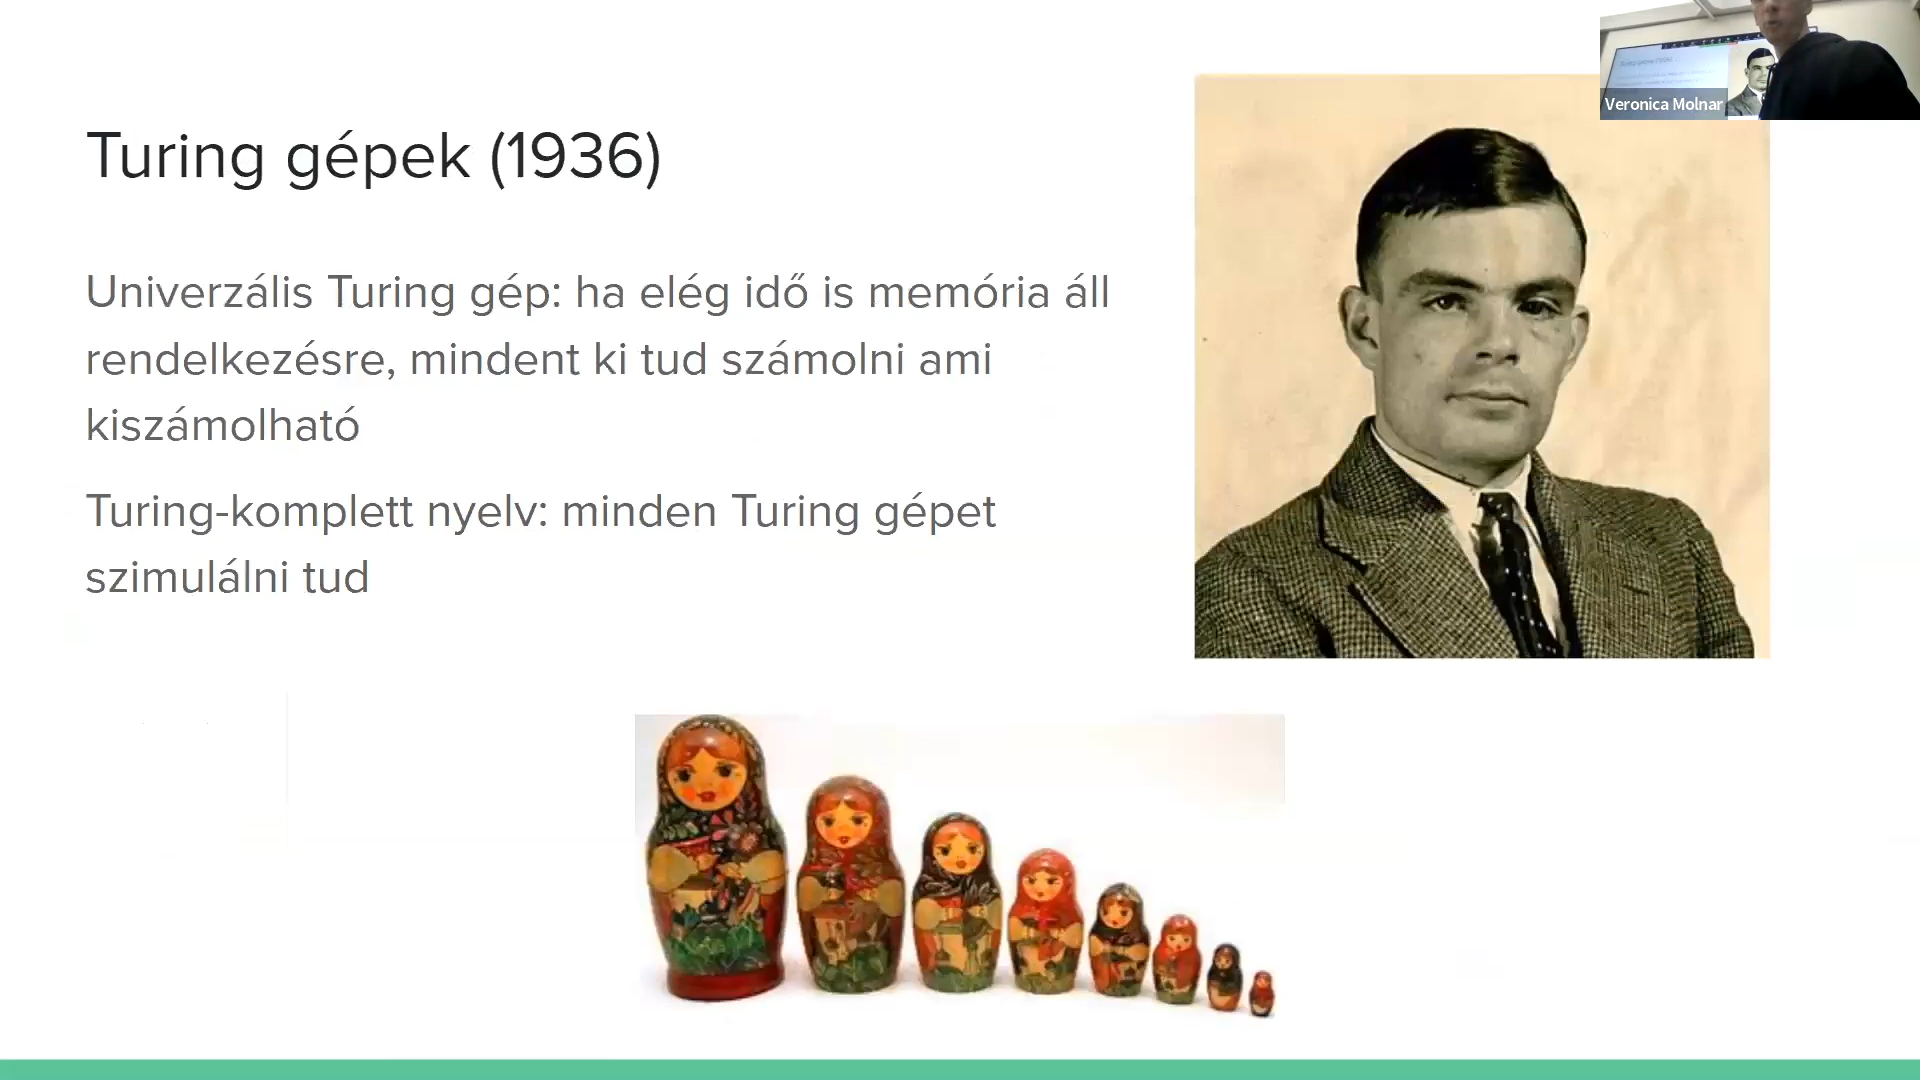 Turing gépek (1936)
Univerzális Turing gép: ha elég idő is memória áll
rendelkezésre, mindent ki tud számolni ami
kiszámolható
Turing-komplett nyelv: minden Turing gépet
szimulálni tud
Veronica Molnar